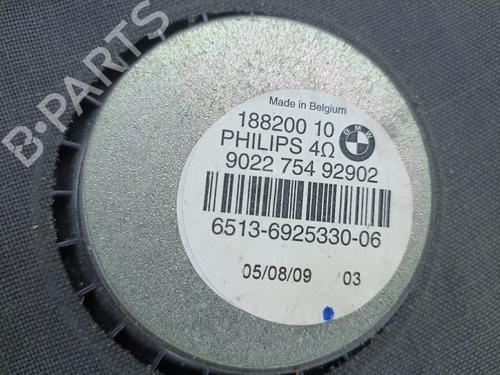 B·PARTS
Made in Belgium
188200 10
BMW
PHILIPS 4Ω
9022 754 92902
6513-6925330-06
05/08/09 03